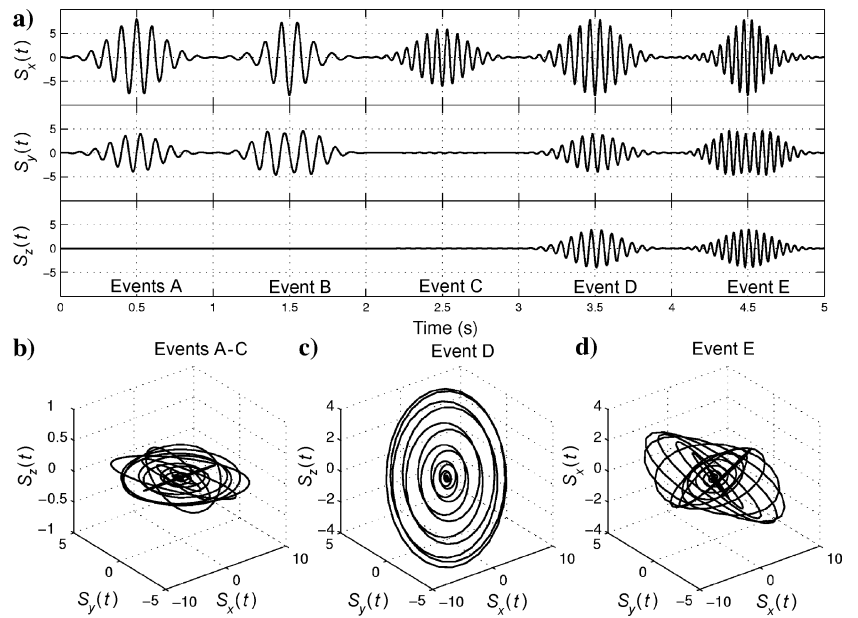 a)
S_x(t)
5
0
−5
S_y(t)
5
0
−5
S_z(t)
5
0
−5
Events A Event B Event C Event D Event E
0 0.5 1 1.5 2 2.5 3 3.5 4 4.5 5
Time (s)
b) Events A-C
S_z(t)
1
0.5
0
−0.5
−1
5
0
−5
S_y(t)
−10
0
10
S_x(t)
c) Event D
S_z(t)
4
2
0
−2
−4
5
0
−5
S_y(t)
−10
0
10
S_x(t)
d) Event E
S_x(t)
4
2
0
−2
−4
5
0
−5
S_y(t)
−10
0
10
S_x(t)